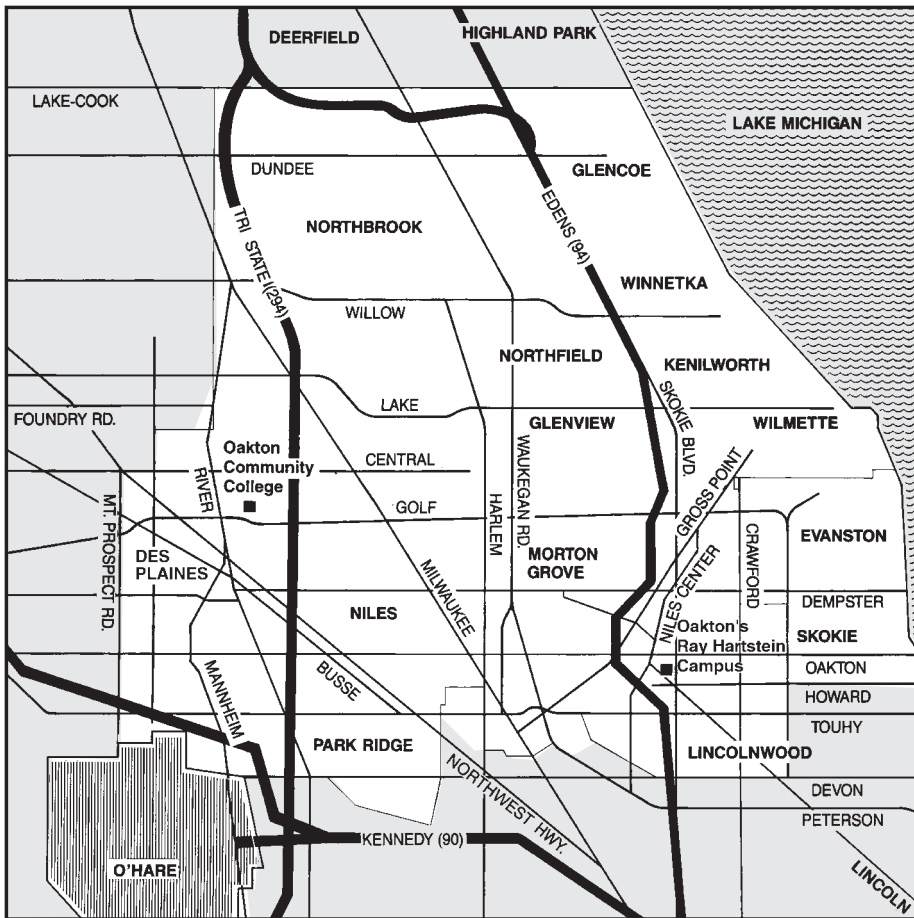 DEERFIELD
HIGHLAND PARK
LAKE-COOK
LAKE MICHIGAN
DUNDEE
GLENCOE
EDENS (94)
TRI STATE I(294)
NORTHBROOK
WINNETKA
WILLOW
NORTHFIELD
KENILWORTH
SKOKIE BLVD.
LAKE
FOUNDRY RD.
GLENVIEW
WILMETTE
Oakton
Community
College
CENTRAL
RIVER
GOLF
HARLEM
WAUKEGAN RD.
GROSS POINT
MT. PROSPECT RD.
DES
PLAINES
MORTON
GROVE
CRAWFORD
EVANSTON
MILWAUKEE
NILES CENTER
NILES
DEMPSTER
Oakton's
Ray Hartstein
Campus
SKOKIE
OAKTON
MANNHEIM
BUSSE
HOWARD
TOUHY
PARK RIDGE
LINCOLNWOOD
NORTHWEST HWY.
DEVON
PETERSON
KENNEDY (90)
O'HARE
LINCOLN